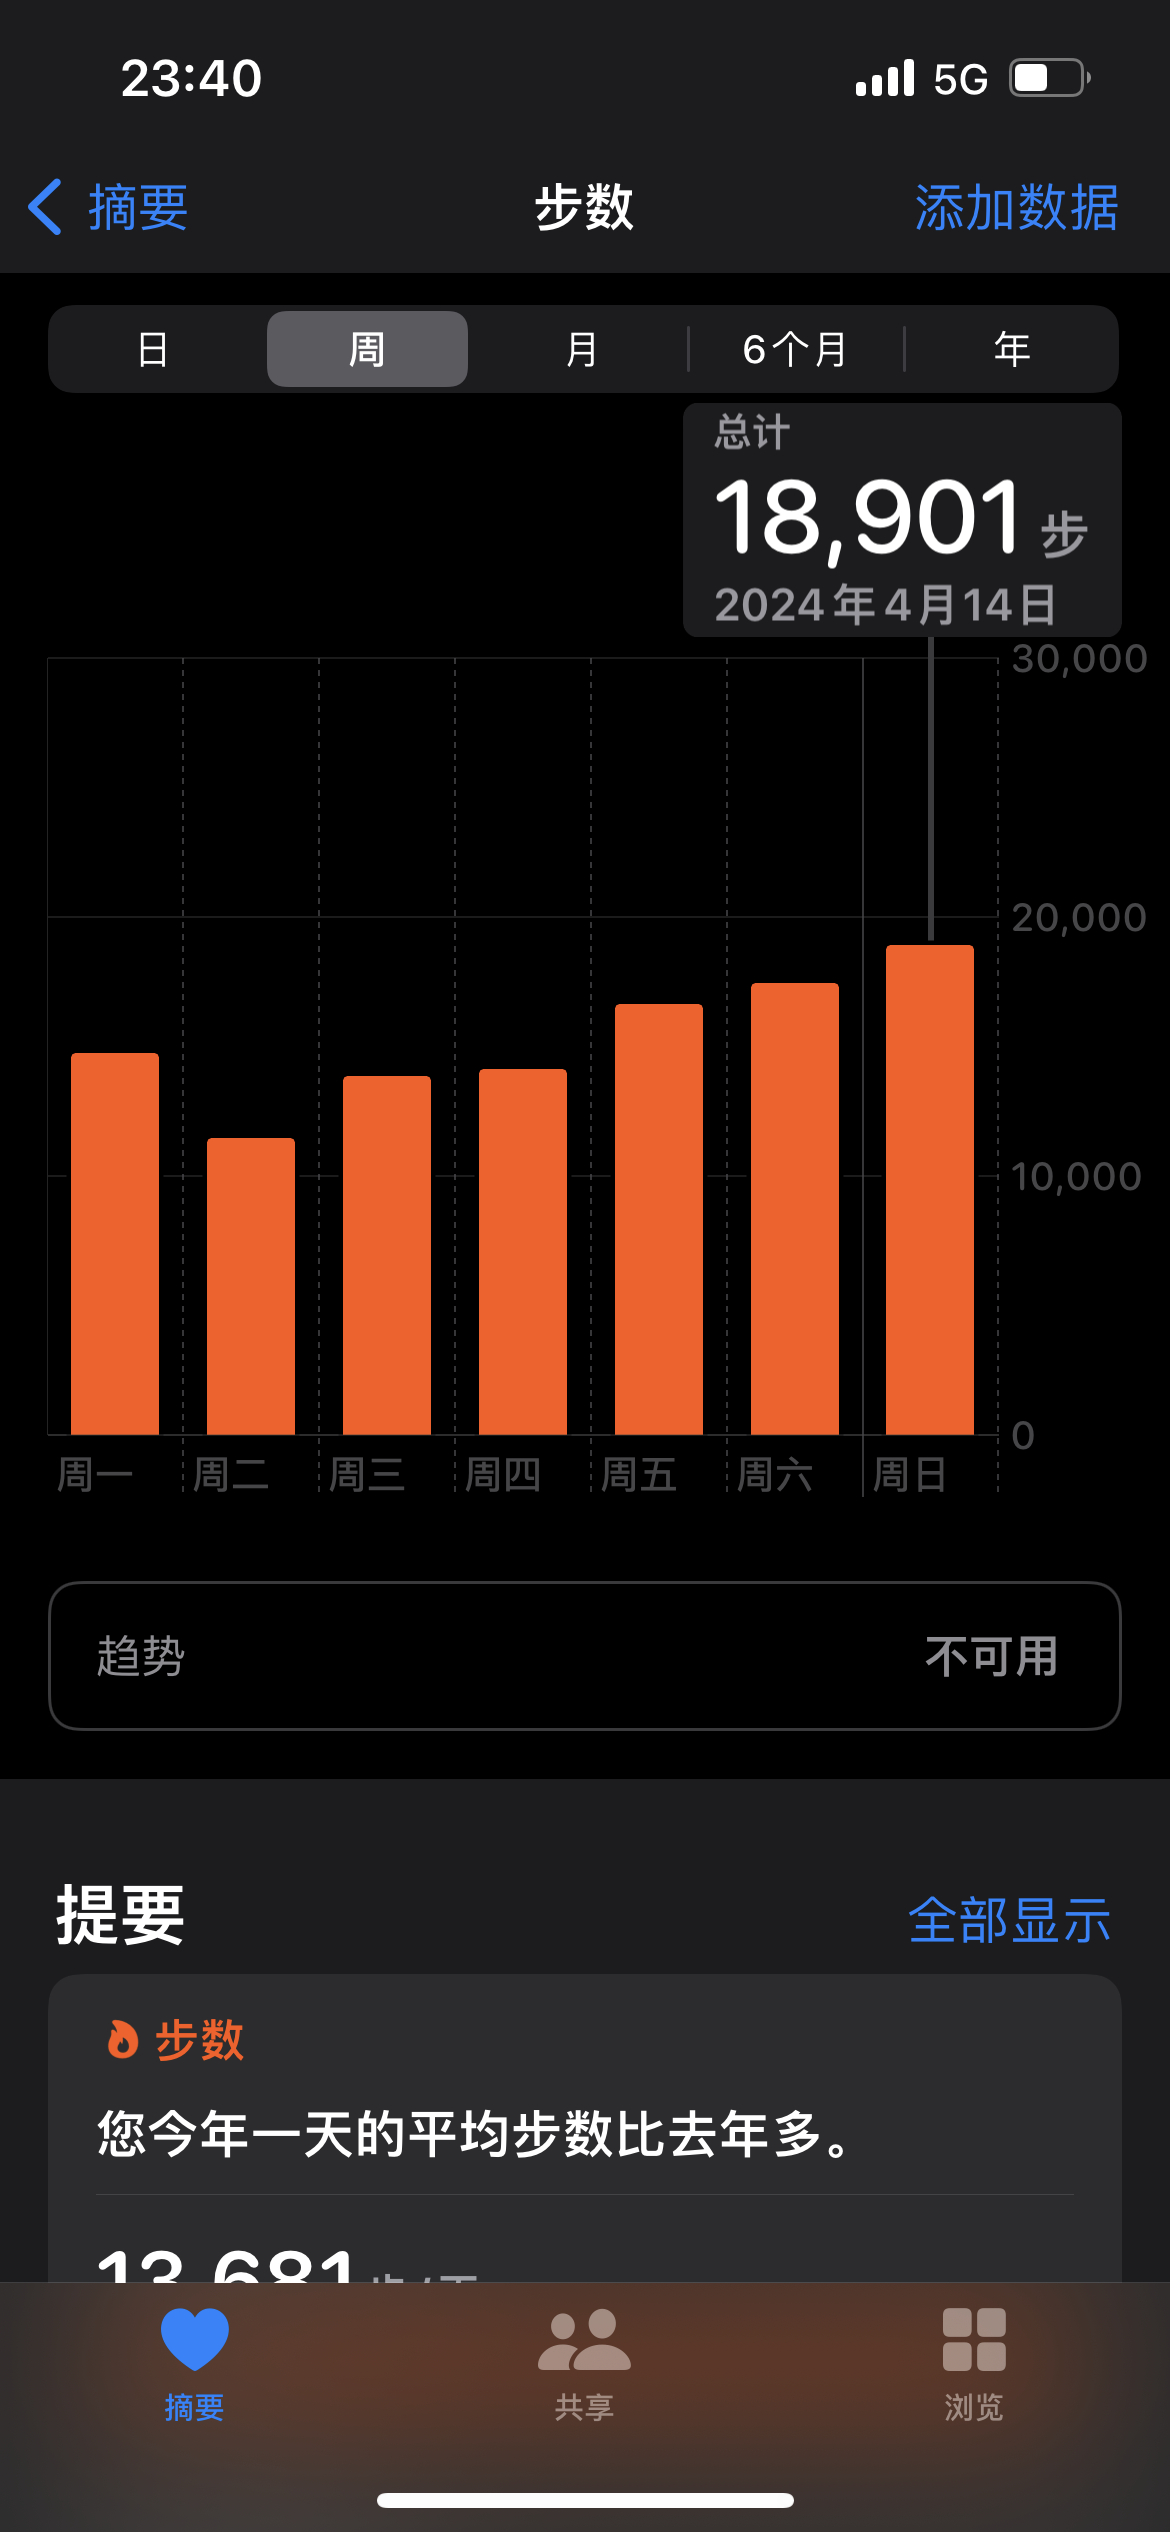 23:40 5G
摘要 步数 添加数据
日 周 月 6个月 年
总计
18,901 步
2024年4月14日
30,000
20,000
10,000
0
周一 周二 周三 周四 周五 周六 周日
趋势 不可用
提要 全部显示
步数
您今年一天的平均步数比去年多。
13,681 步/天
摘要 共享 浏览